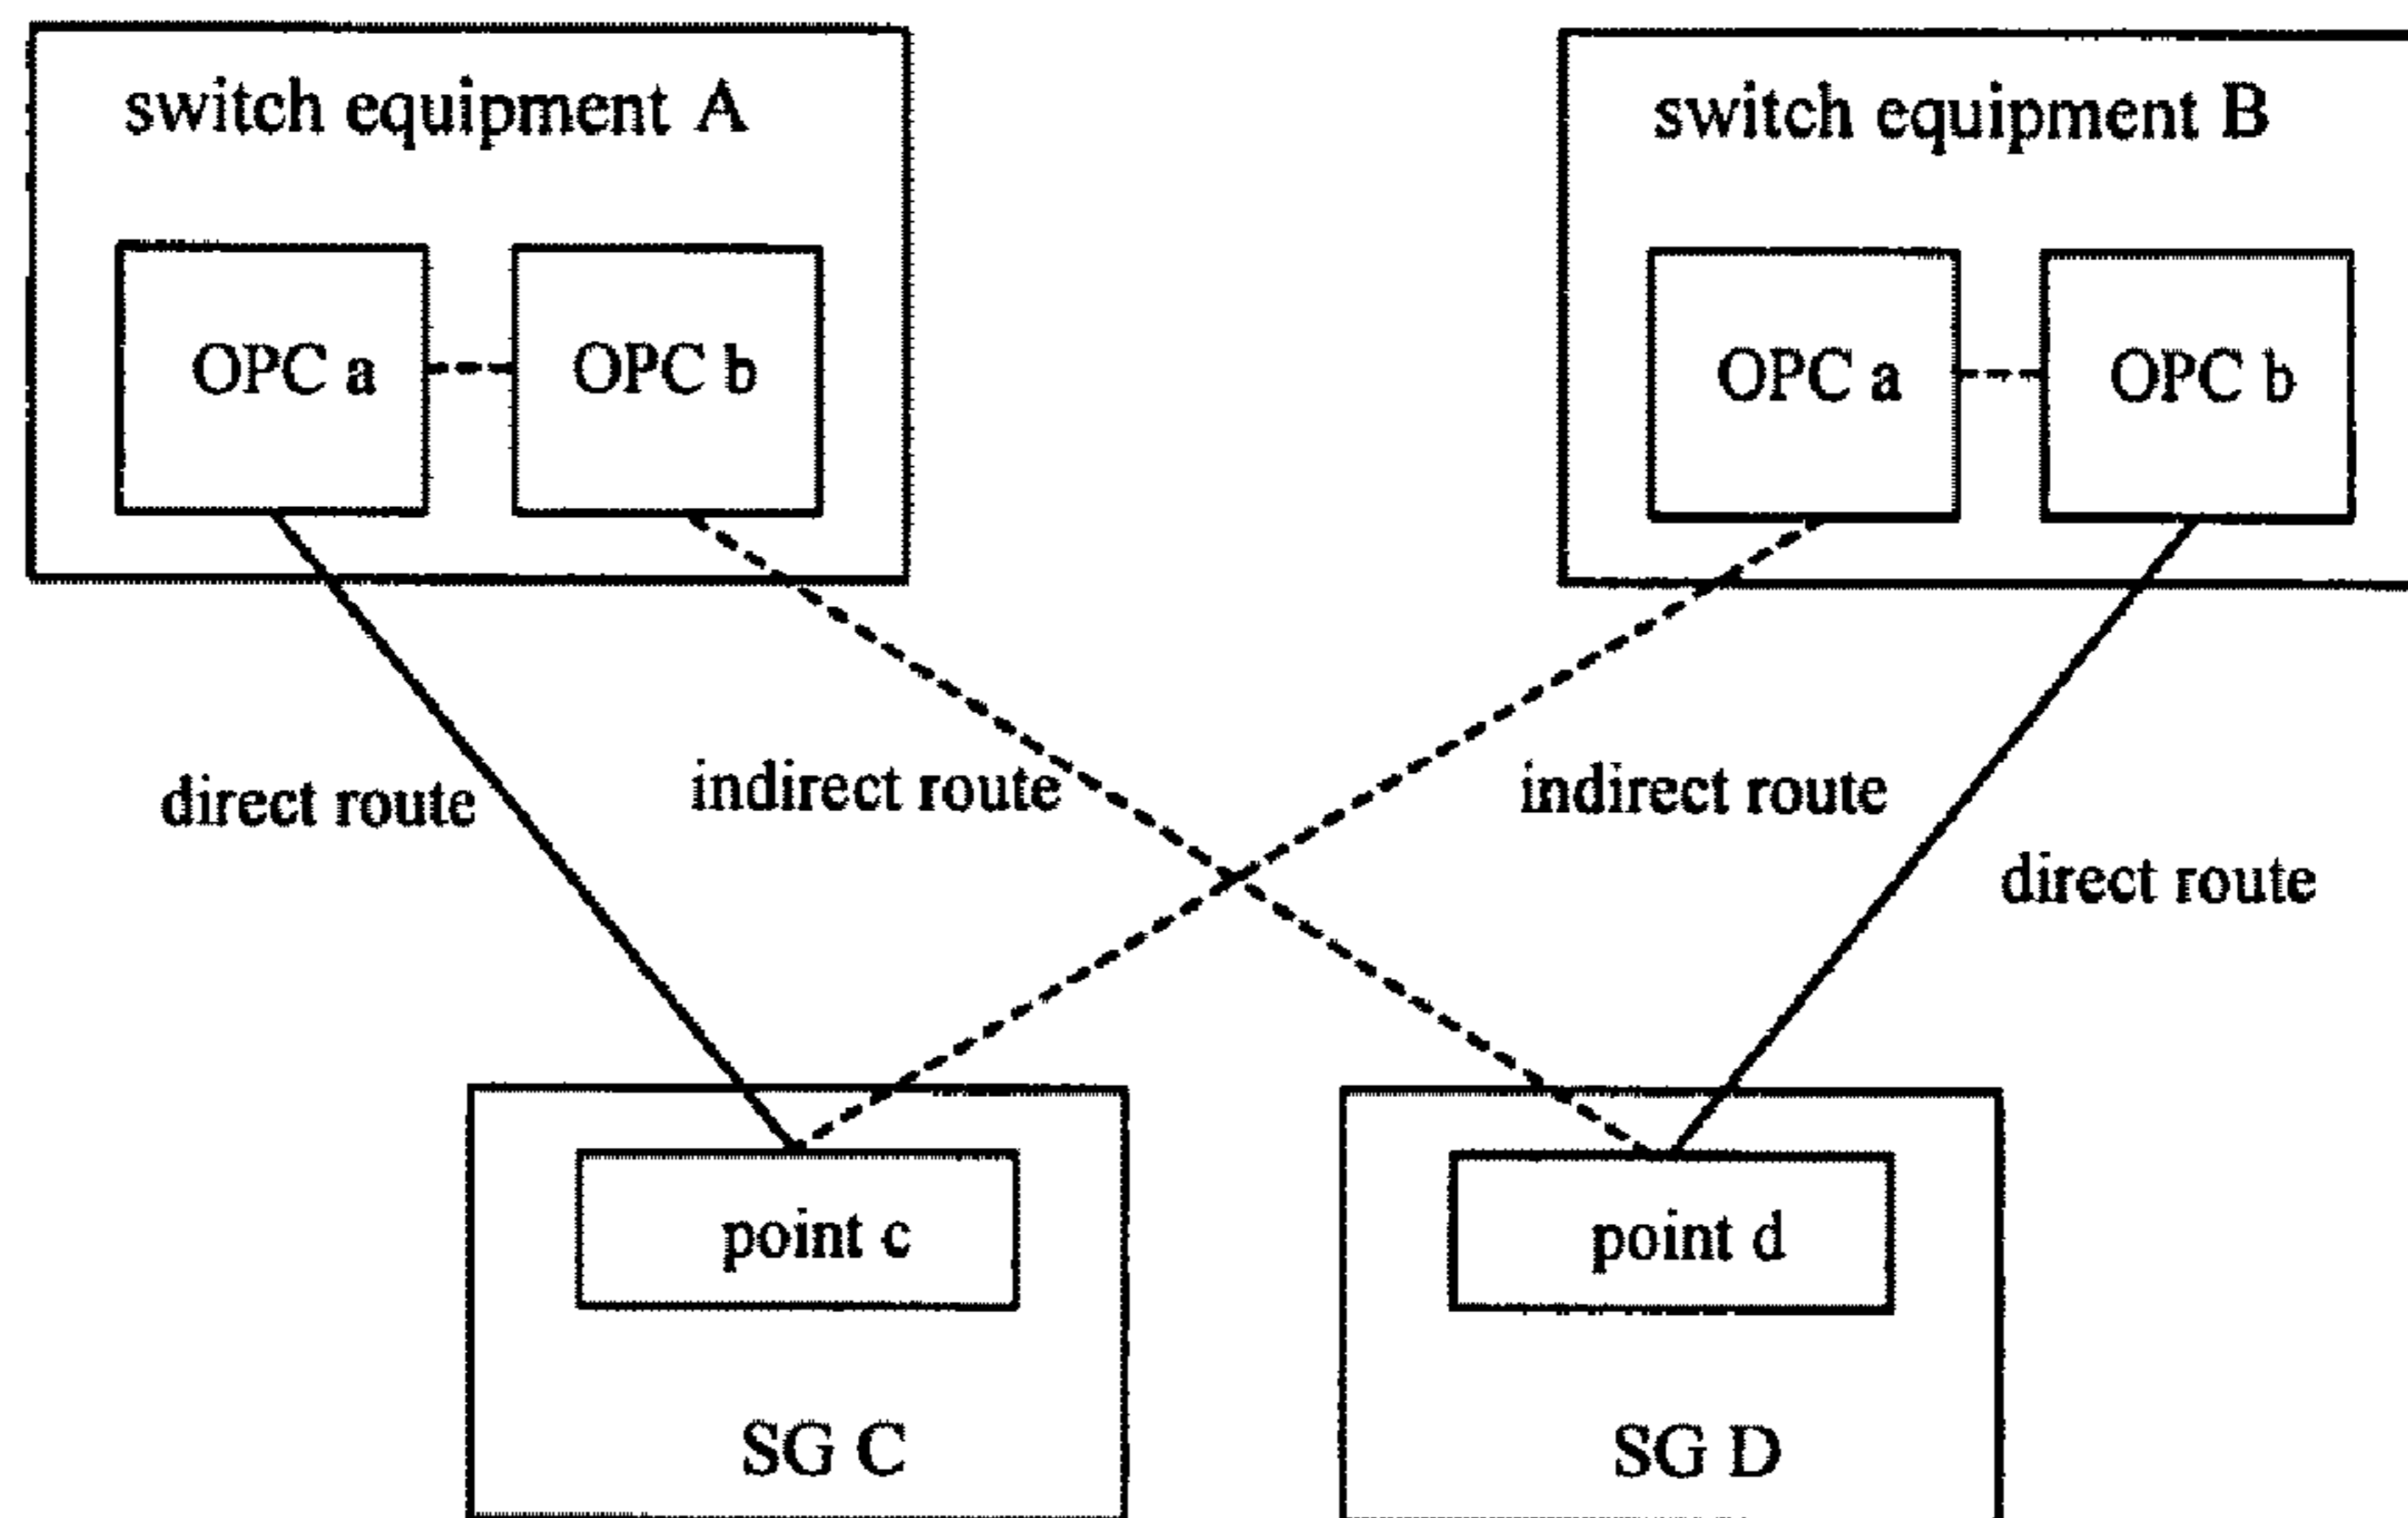 switch equipment A
switch equipment B
OPC a
OPC b
OPC a
OPC b
direct route
indirect route
indirect route
direct route
point c
point d
SG C
SG D